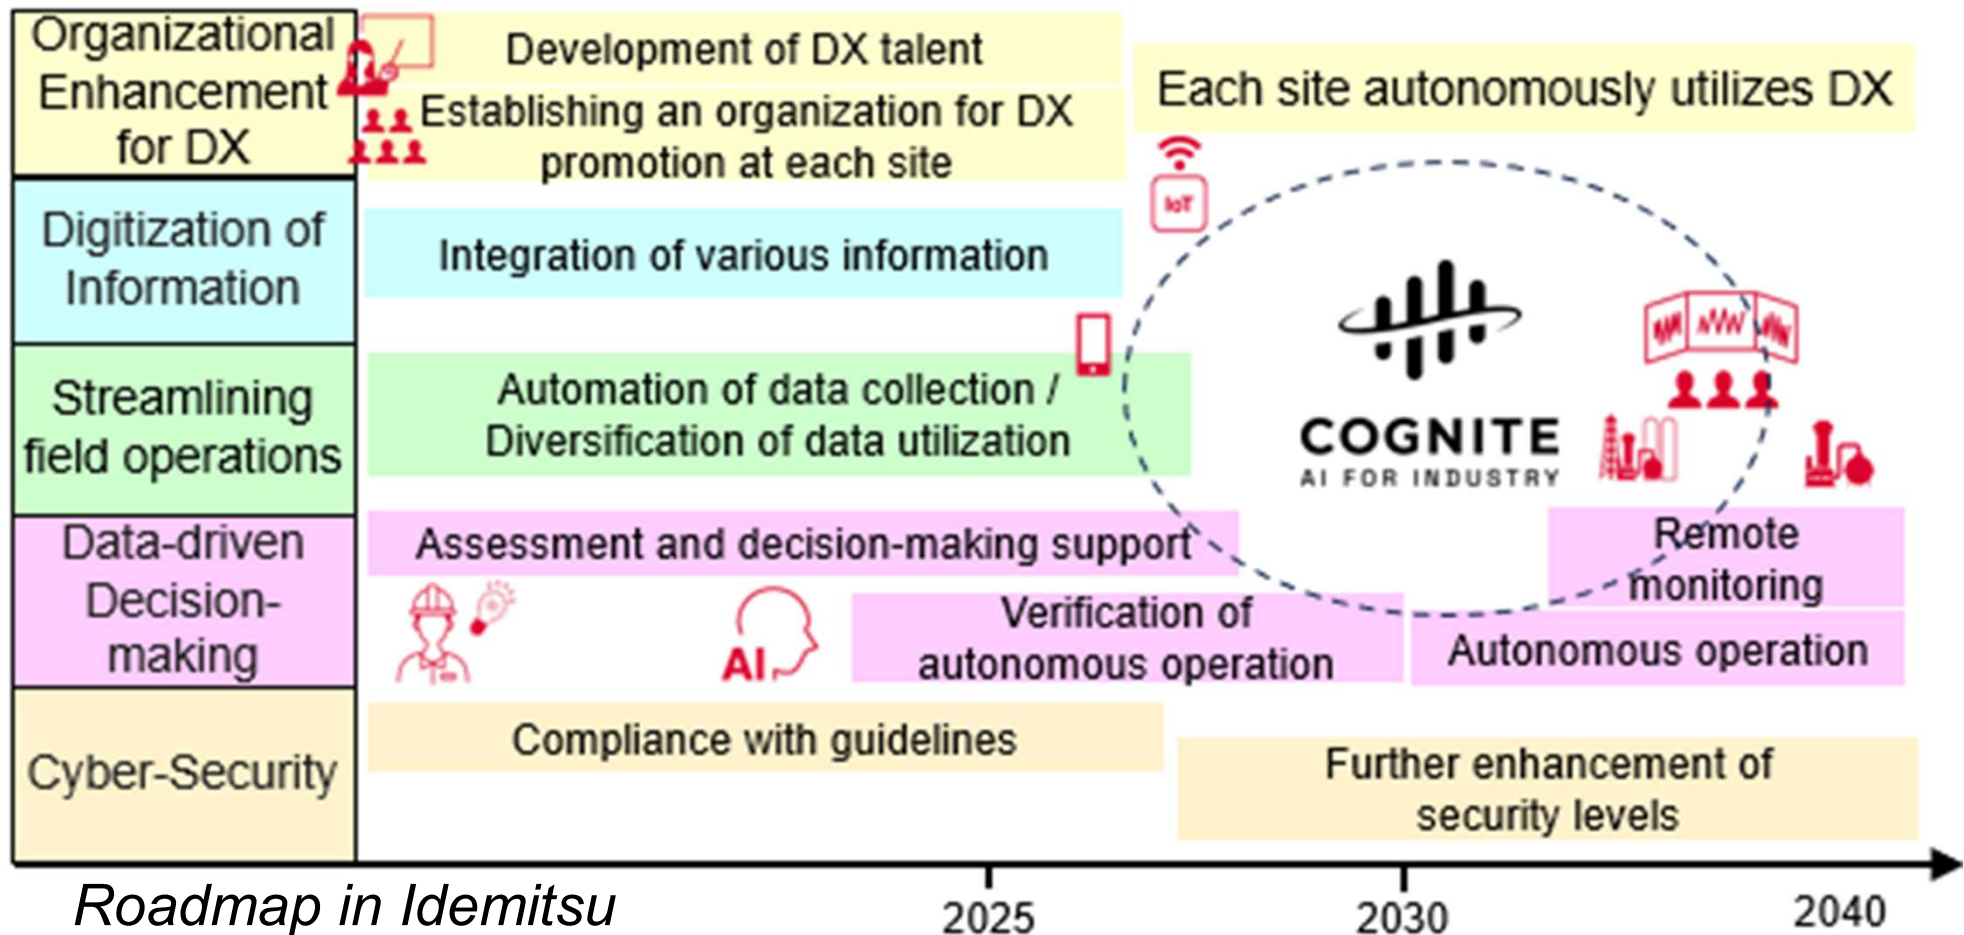 Organizational
Enhancement
for DX
Development of DX talent
Establishing an organization for DX
promotion at each site
Each site autonomously utilizes DX
IoT
Digitization of
Information
Integration of various information
Streamlining
field operations
Automation of data collection /
Diversification of data utilization
COGNITE
AI FOR INDUSTRY
Data-driven
Decision-
making
Assessment and decision-making support
AI
Verification of
autonomous operation
Remote
monitoring
Autonomous operation
Cyber-Security
Compliance with guidelines
Further enhancement of
security levels
Roadmap in Idemitsu
2025
2030
2040